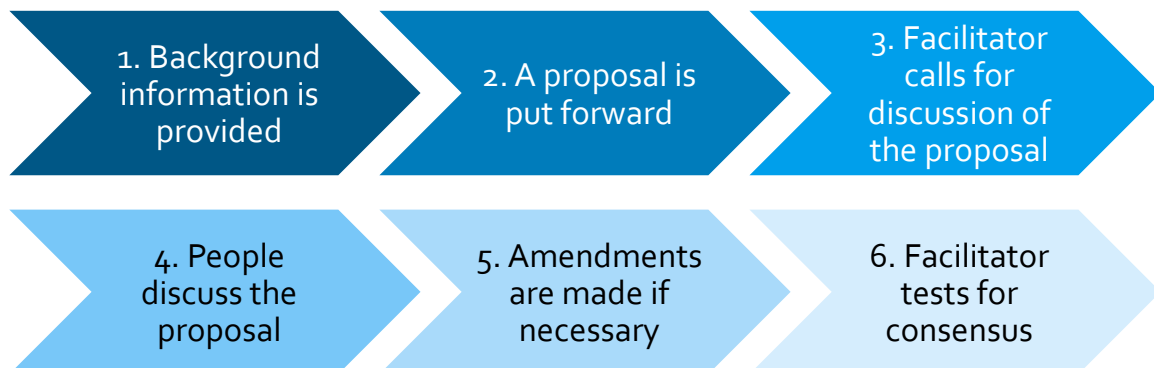 1. Background
information is
provided
2. A proposal is
put forward
3. Facilitator
calls for
discussion of
the proposal
4. People
discuss the
proposal
5. Amendments
are made if
necessary
6. Facilitator
tests for
consensus